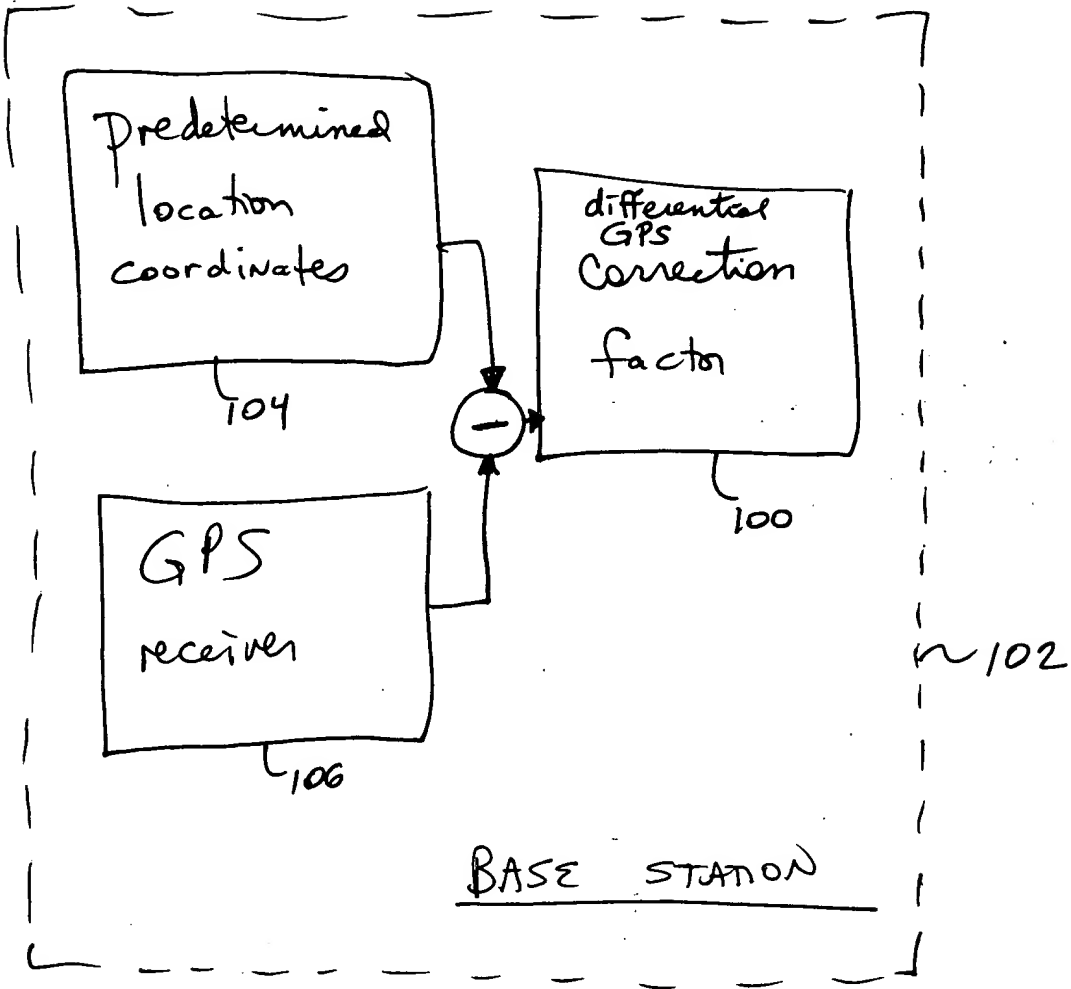 Predetermined
location
coordinates
104
differential
GPS
correction
factor
100
−
GPS
receiver
106
102
BASE STATION